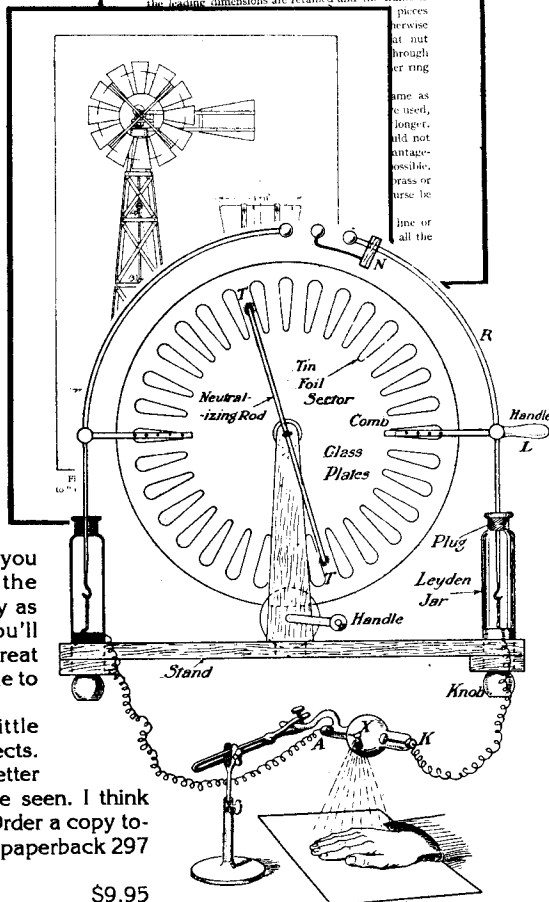 the leading dimensions are retained and the
pieces
herwise
at nut
hrough
er ring
ame as
e used,
longer.
uld not
antage-
possible,
brass or
urse be
line or
all the
N
R
T
Tin
Foil
Sector
Neutral-
-izing Rod
Comb
Handle
L
Glass
Plates
Plug
T
Leyden
Jar
Handle
Stand
Knob
A
X
K
you
the
y as
ou'll
reat
e to
ittle
ects.
etter
e seen. I think
Order a copy to-
paperback 297
$9.95